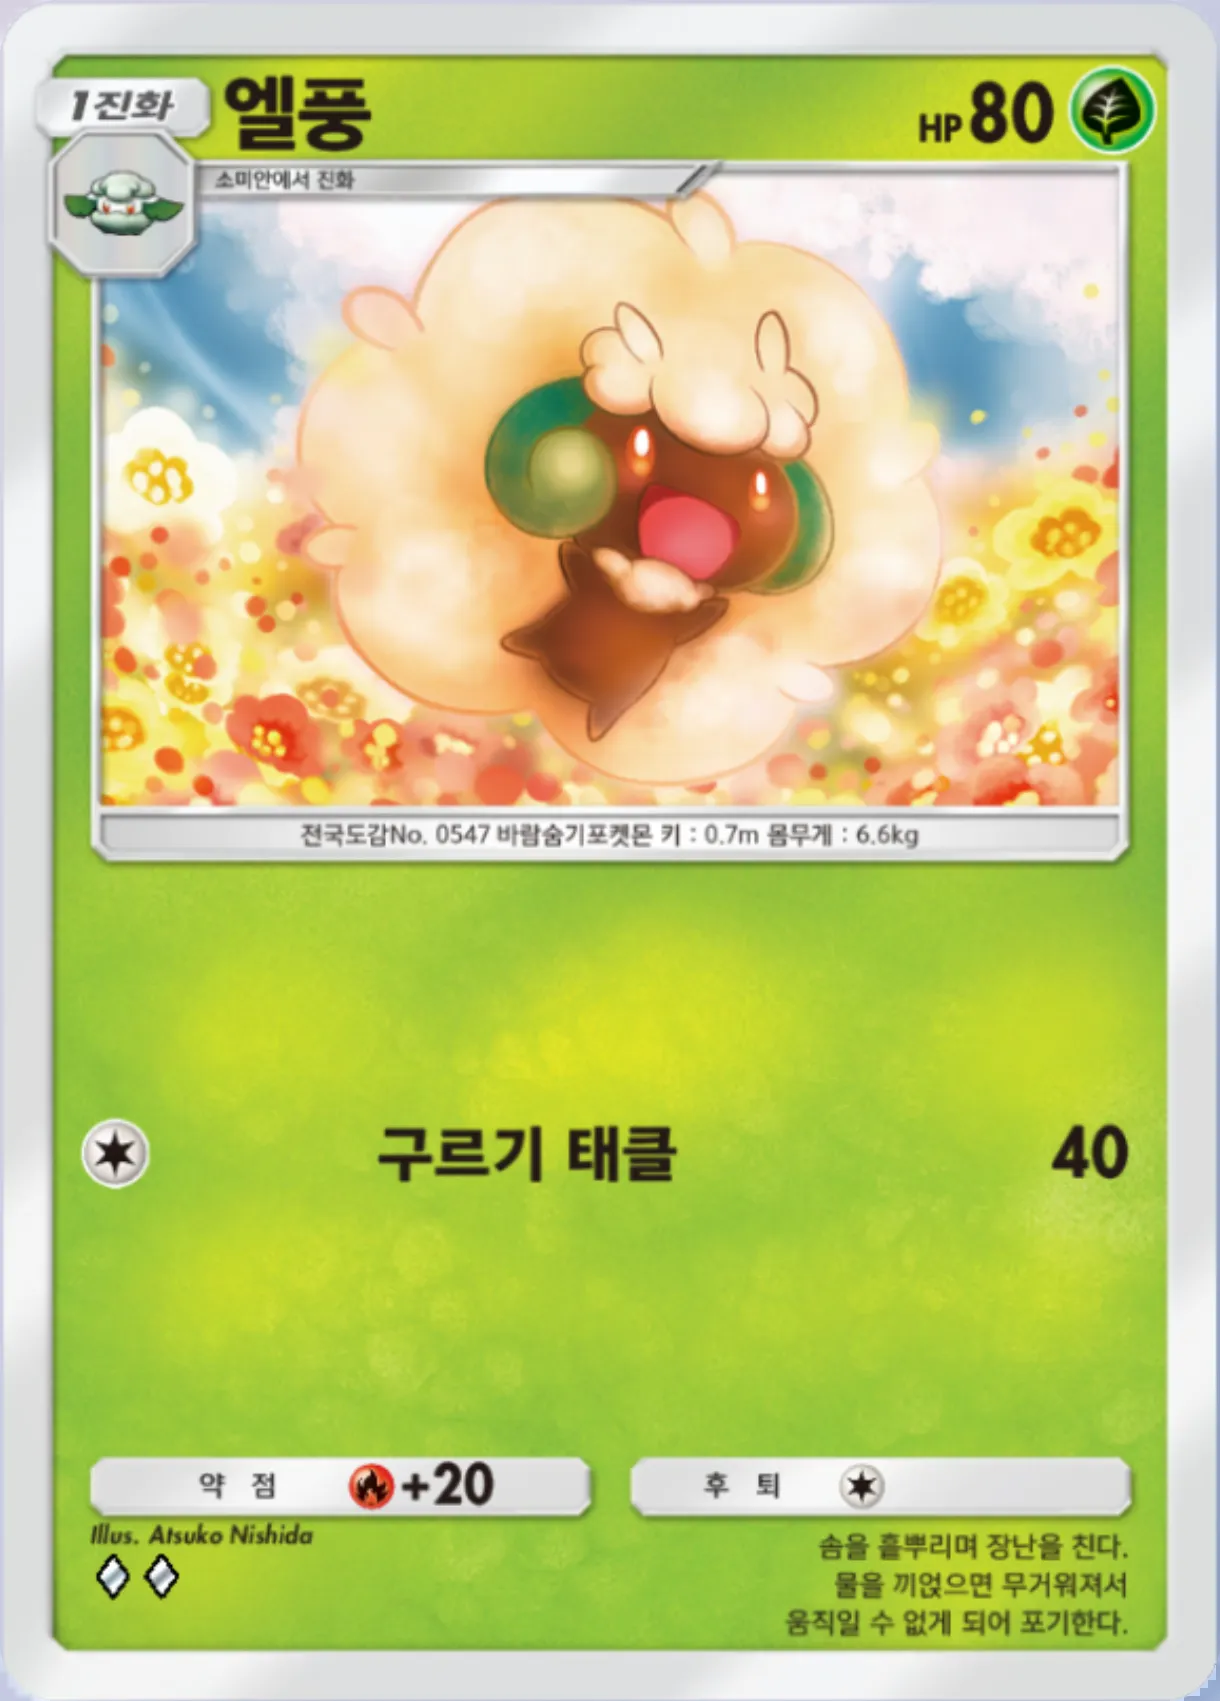 1진화
엘풍
HP 80
소미안에서 진화
전국도감No. 0547 바람숨기포켓몬 키 : 0.7m 몸무게 : 6.6kg
구르기 태클 40
약점 +20
후퇴
Illus. Atsuko Nishida
솜을 흩뿌리며 장난을 친다.
물을 끼얹으면 무거워져서
움직일 수 없게 되어 포기한다.